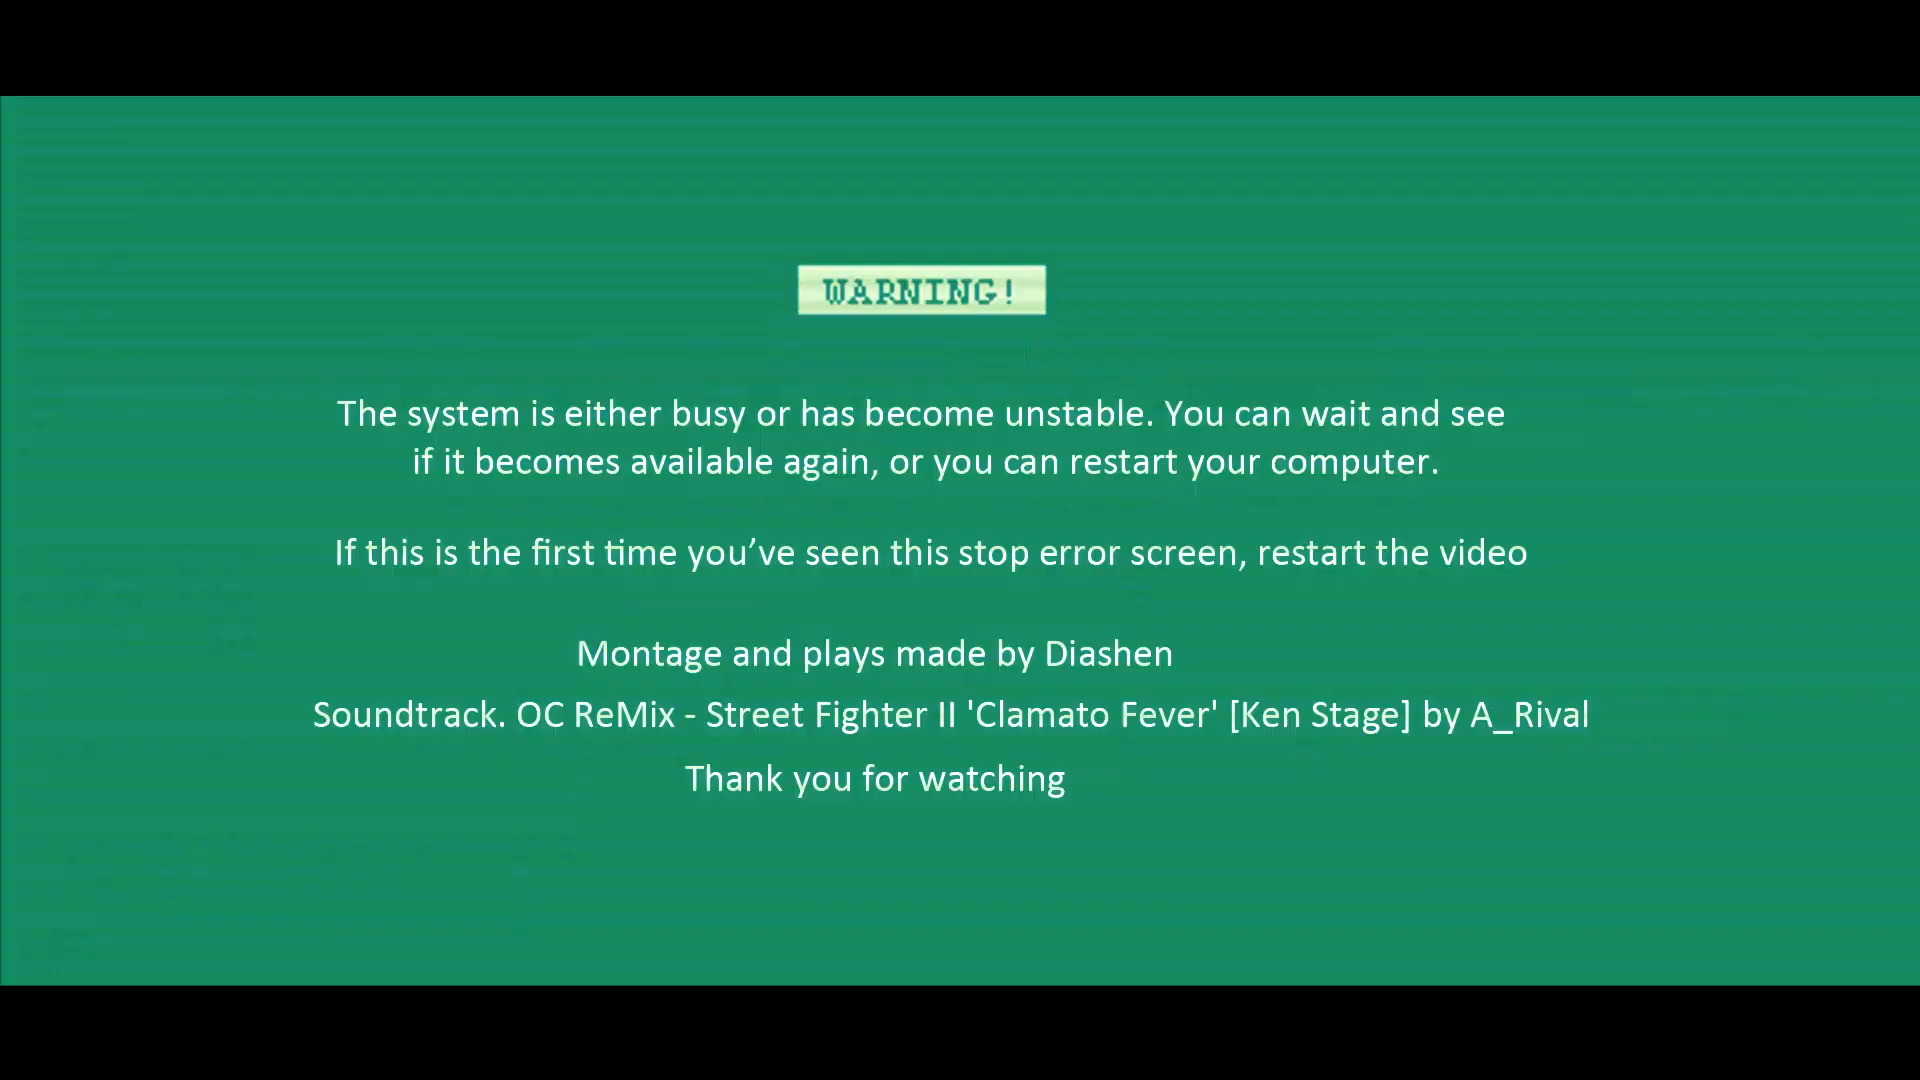 WARNING!
The system is either busy or has become unstable. You can wait and see
if it becomes available again, or you can restart your computer.
If this is the first time you’ve seen this stop error screen, restart the video
Montage and plays made by Diashen
Soundtrack. OC ReMix - Street Fighter II 'Clamato Fever' [Ken Stage] by A_Rival
Thank you for watching